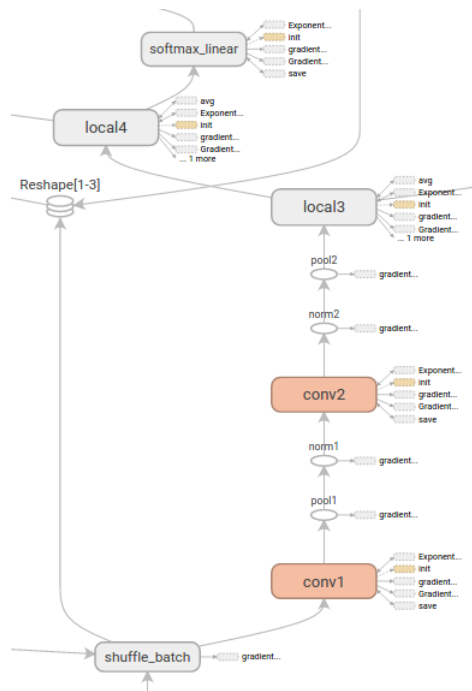 softmax_linear
Exponent...
init
gradient...
Gradient...
save
local4
avg
Exponent...
init
gradient...
Gradient...
... 1 more
Reshape[1-3]
local3
avg
Exponent...
init
gradient...
Gradient...
... 1 more
pool2
gradient...
norm2
gradient...
conv2
Exponent...
init
gradient...
Gradient...
save
norm1
gradient...
pool1
gradient...
conv1
Exponent...
init
gradient...
Gradient...
save
shuffle_batch
gradient...